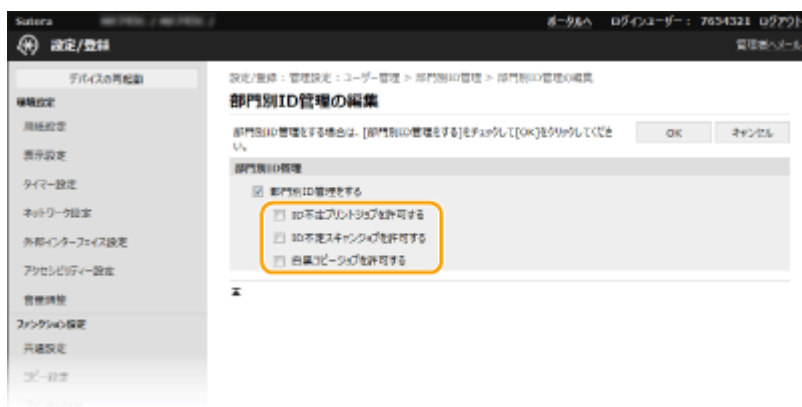 Satera
ポータルへ ログインユーザー： 7654321 ログアウト
設定/登録
管理者へメール
デバイスの再起動
設定/登録：管理設定：ユーザー管理 > 部門別ID管理 > 部門別ID管理の編集
環境設定
部門別ID管理の編集
用紙設定
部門別ID管理をする場合は、[部門別ID管理をする]をチェックして[OK]をクリックしてくださ
い。
OK キャンセル
表示設定
部門別ID管理
タイマー設定
部門別ID管理をする
ネットワーク設定
ID不定プリントジョブを許可する
外部インターフェイス設定
ID不定スキャンジョブを許可する
アクセシビリティー設定
白黒コピージョブを許可する
音量調整
ファンクション設定
共通設定
コピー設定